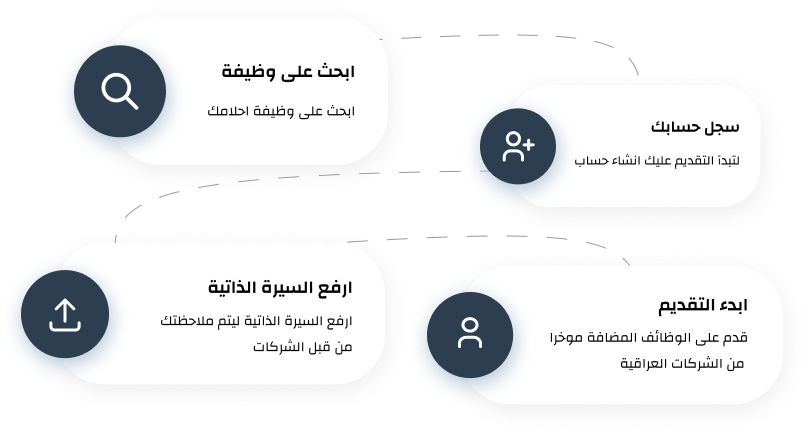 ابحث على وظيفة
ابحث على وظيفة احلامك
سجل حسابك
لتبدأ التقديم عليك انشاء حساب
ارفع السيرة الذاتية
ارفع السيرة الذاتية ليتم ملاحظتك
من قبل الشركات
ابدء التقديم
قدم على الوظائف المضافة موخرا
من الشركات العراقية